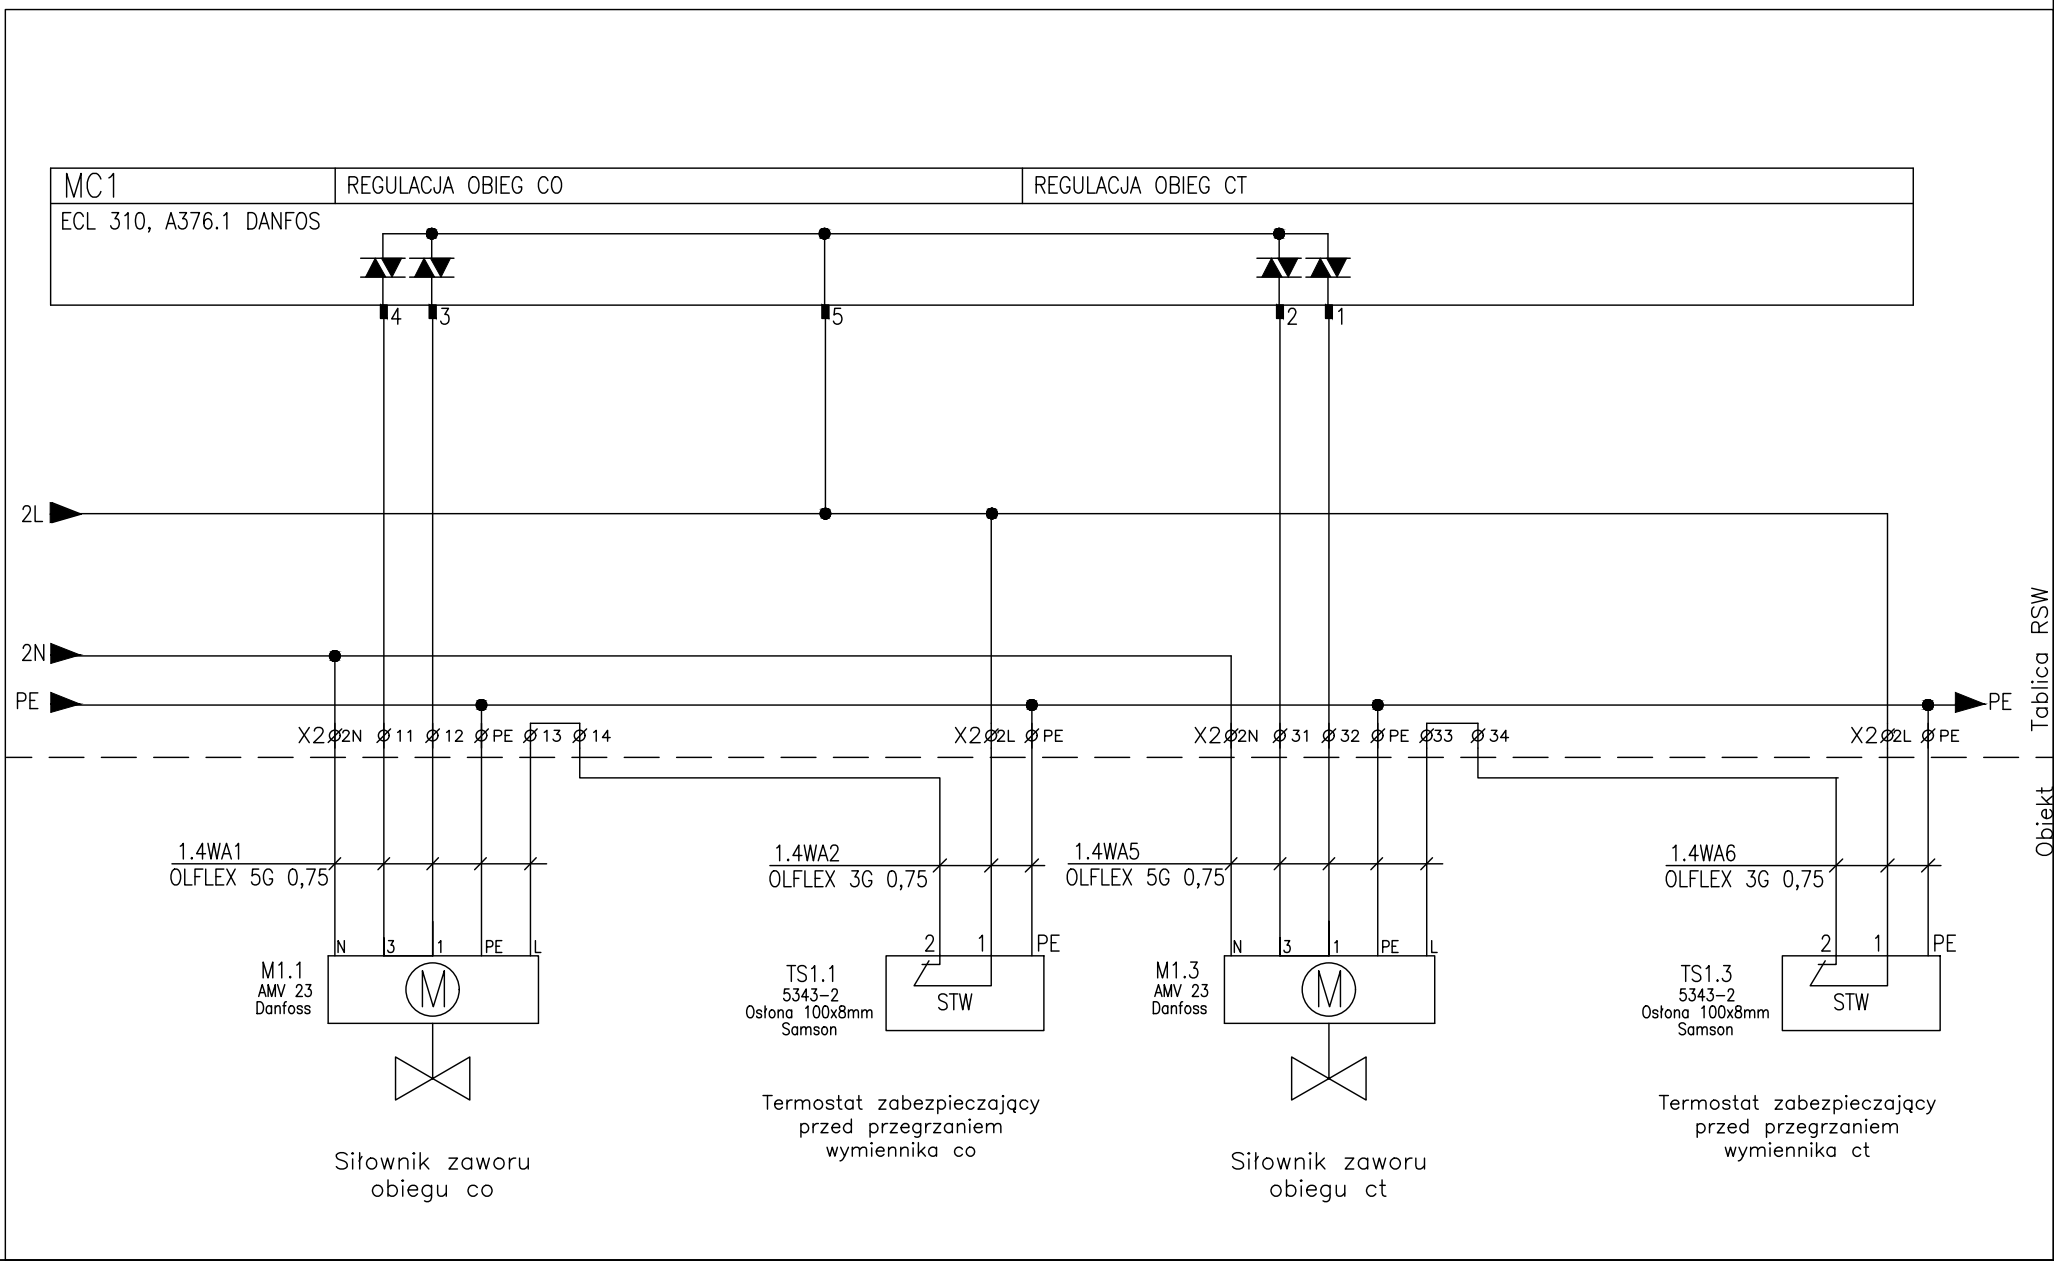 MC1
REGULACJA OBIEG CO
REGULACJA OBIEG CT
ECL 310, A376.1 DANFOS
4
3
5
2
1
2L
2N
PE
PE
Tablica RSW
Obiekt
X2 2N 11 12 PE 13 14
X2 2L PE
X2 2N 31 32 PE 33 34
X2 2L PE
1.4WA1
OLFLEX 5G 0,75
1.4WA2
OLFLEX 3G 0,75
1.4WA5
OLFLEX 5G 0,75
1.4WA6
OLFLEX 3G 0,75
N 3 1 PE L
M1.1
AMV 23
Danfoss
M
2 1 PE
TS1.1
5343-2
Osłona 100x8mm
Samson
STW
N 3 1 PE L
M1.3
AMV 23
Danfoss
M
2 1 PE
TS1.3
5343-2
Osłona 100x8mm
Samson
STW
Siłownik zaworu
obiegu co
Termostat zabezpieczający
przed przegrzaniem
wymiennika co
Siłownik zaworu
obiegu ct
Termostat zabezpieczający
przed przegrzaniem
wymiennika ct